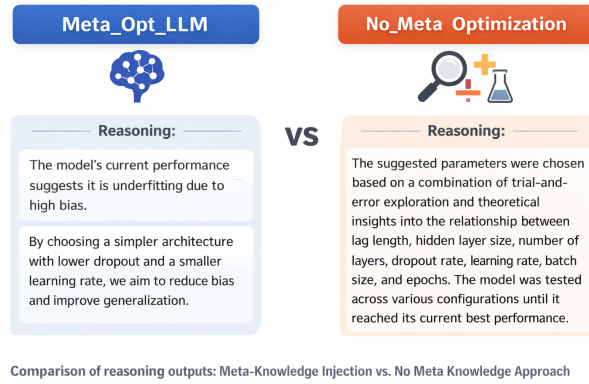 Meta_Opt_LLM
No_Meta Optimization
Reasoning:
The model's current performance
suggests it is underfitting due to
high bias.
By choosing a simpler architecture
with lower dropout and a smaller
learning rate, we aim to reduce bias
and improve generalization.
VS
Reasoning:
The suggested parameters were chosen
based on a combination of trial-and-
error exploration and theoretical
insights into the relationship between
lag length, hidden layer size, number of
layers, dropout rate, learning rate, batch
size, and epochs. The model was tested
across various configurations until it
reached its current best performance.
Comparison of reasoning outputs: Meta-Knowledge Injection vs. No Meta Knowledge Approach